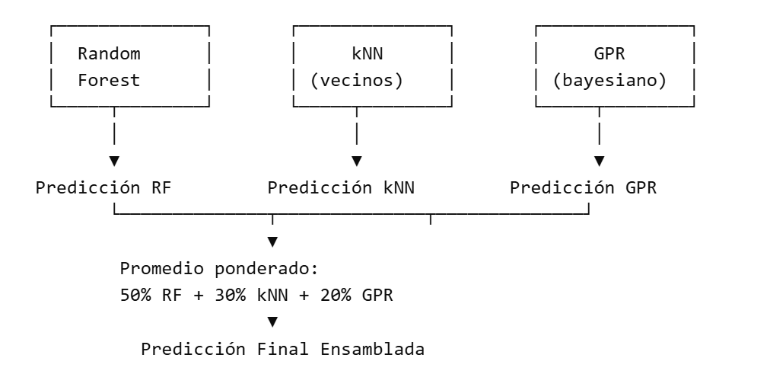 Random kNN GPR
Forest (vecinos) (bayesiano)
Predicción RF Predicción kNN Predicción GPR
Promedio ponderado:
50% RF + 30% kNN + 20% GPR
Predicción Final Ensamblada